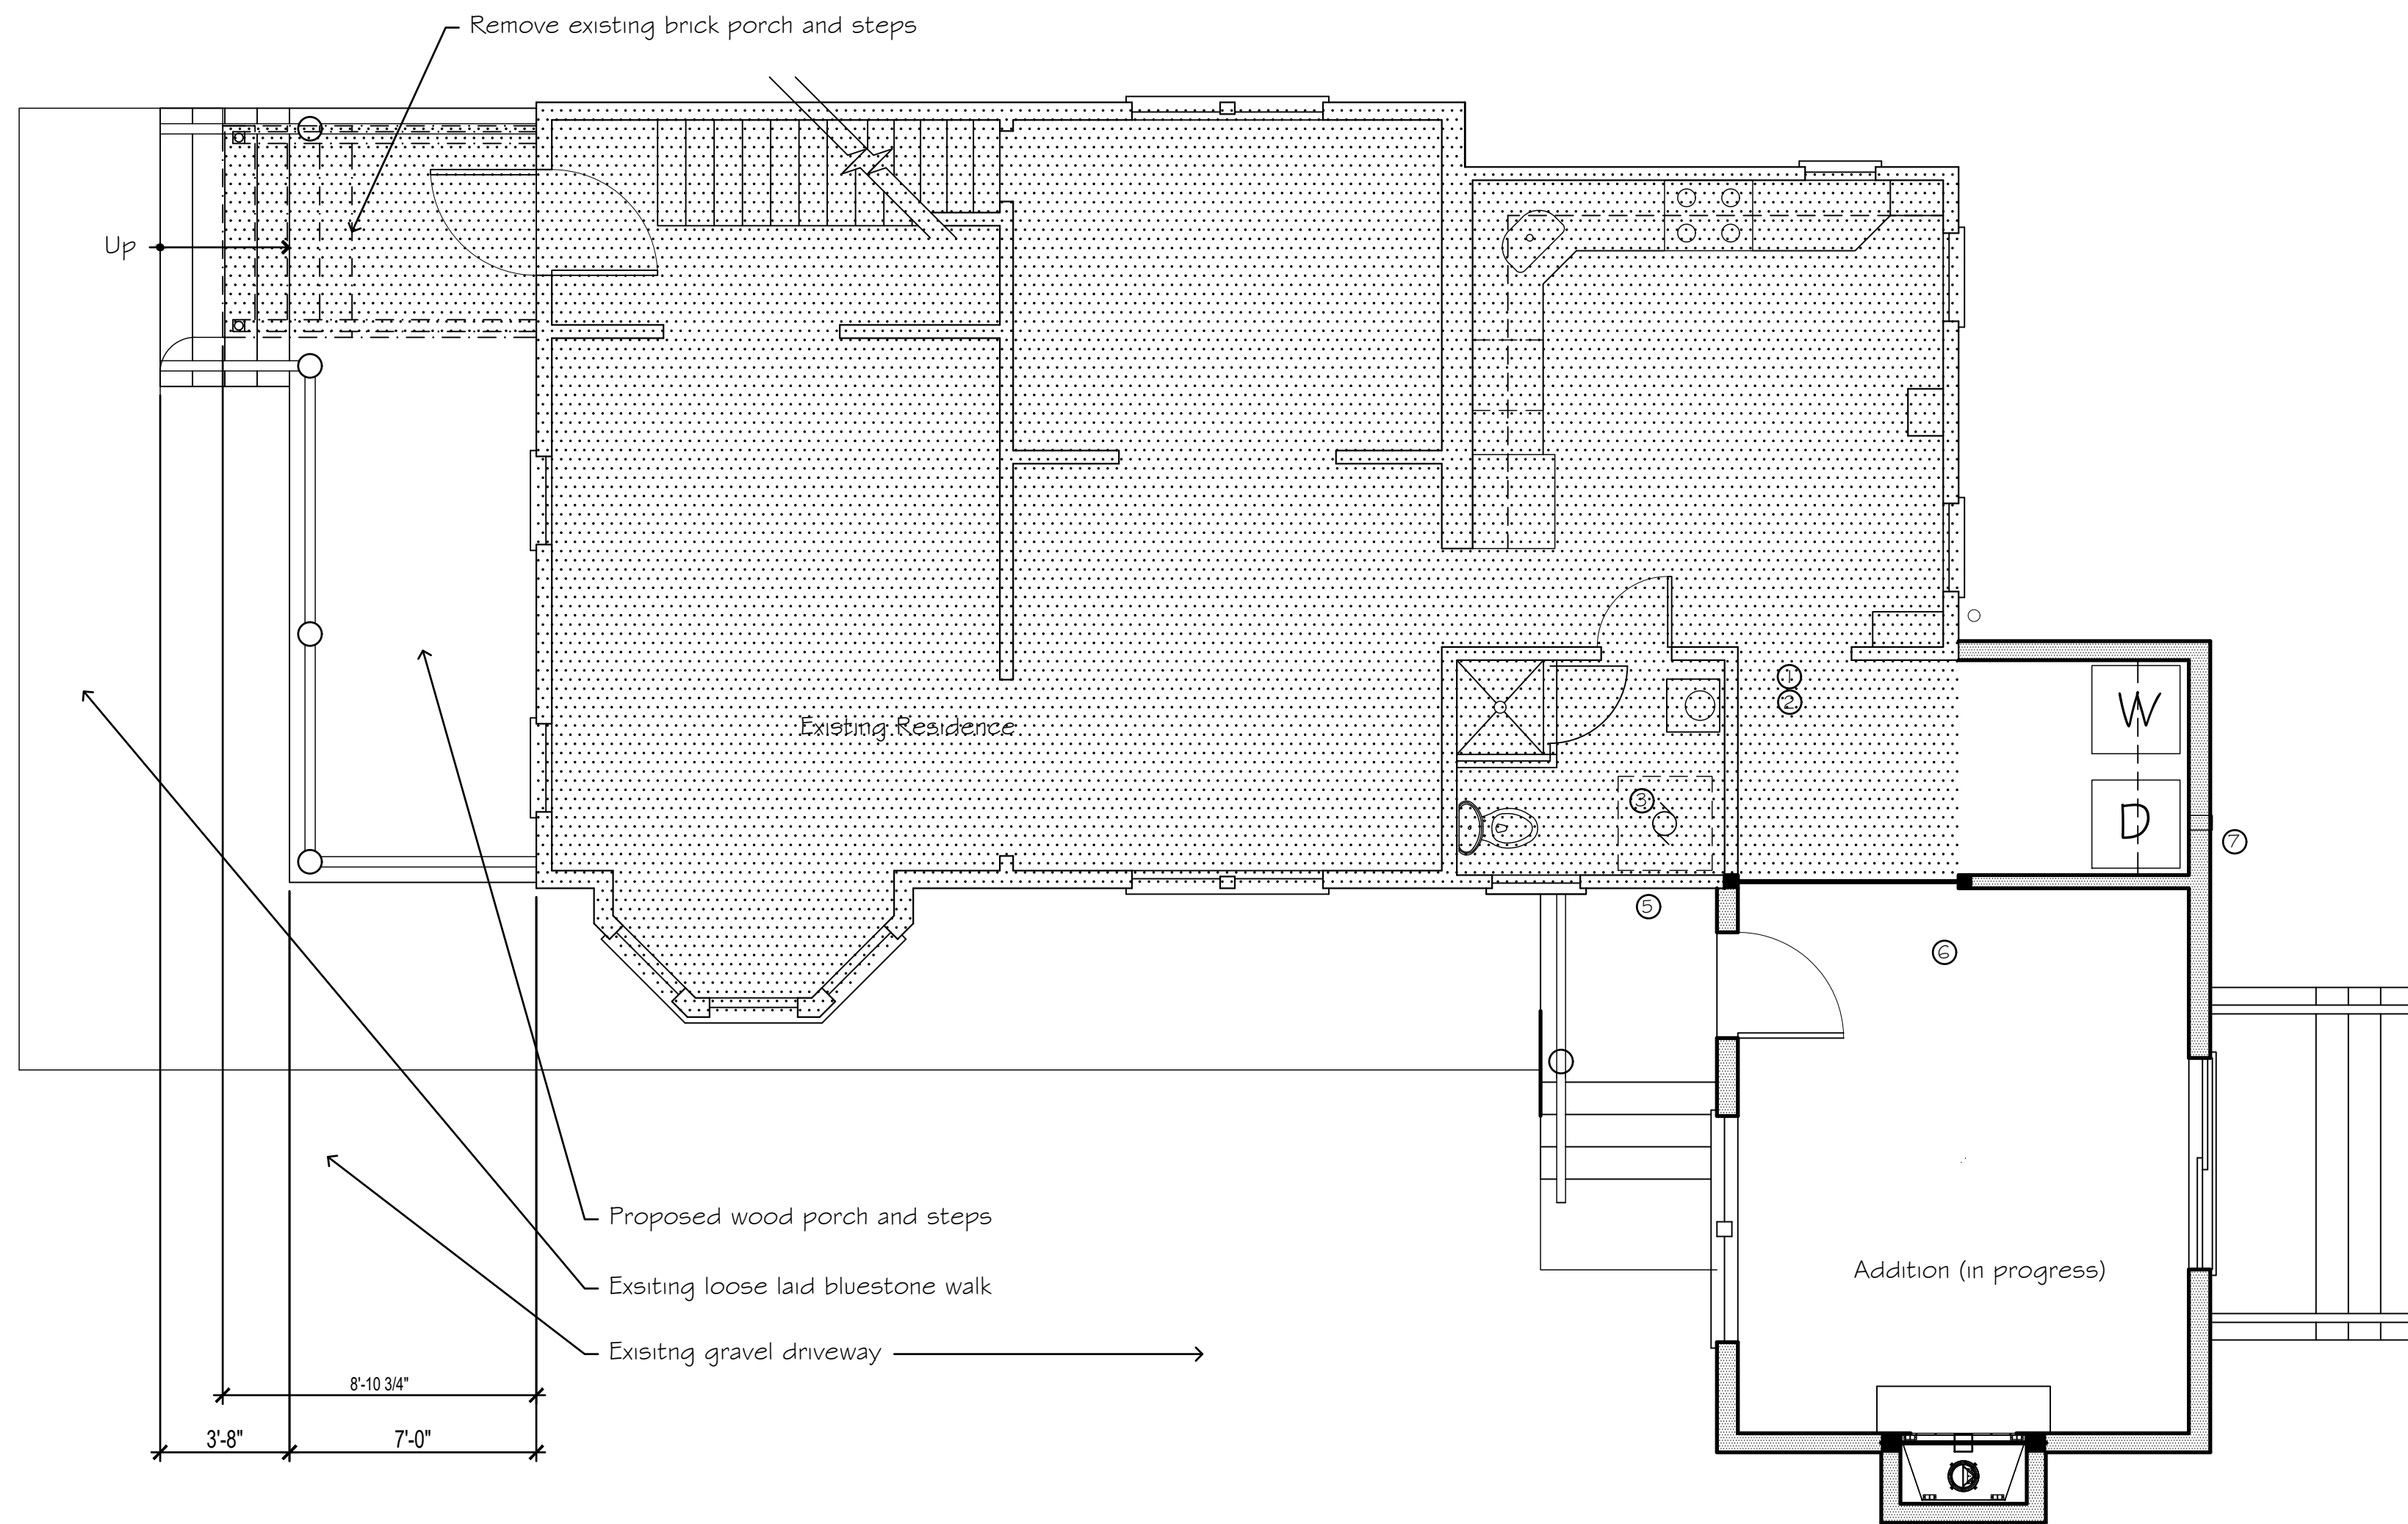 Remove existing brick porch and steps
Up
Existing Residence
1
2
W
3
D
7
5
6
Proposed wood porch and steps
Addition (in progress)
Exsiting loose laid bluestone walk
Exisitng gravel driveway
8'-10 3/4"
3'-8"
7'-0"